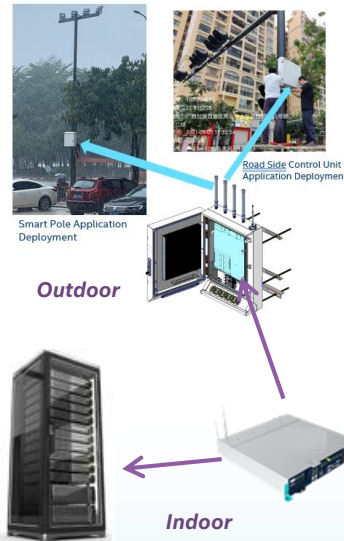 Road Side Control Unit
Application Deployment
Smart Pole Application
Deployment
Outdoor
Indoor